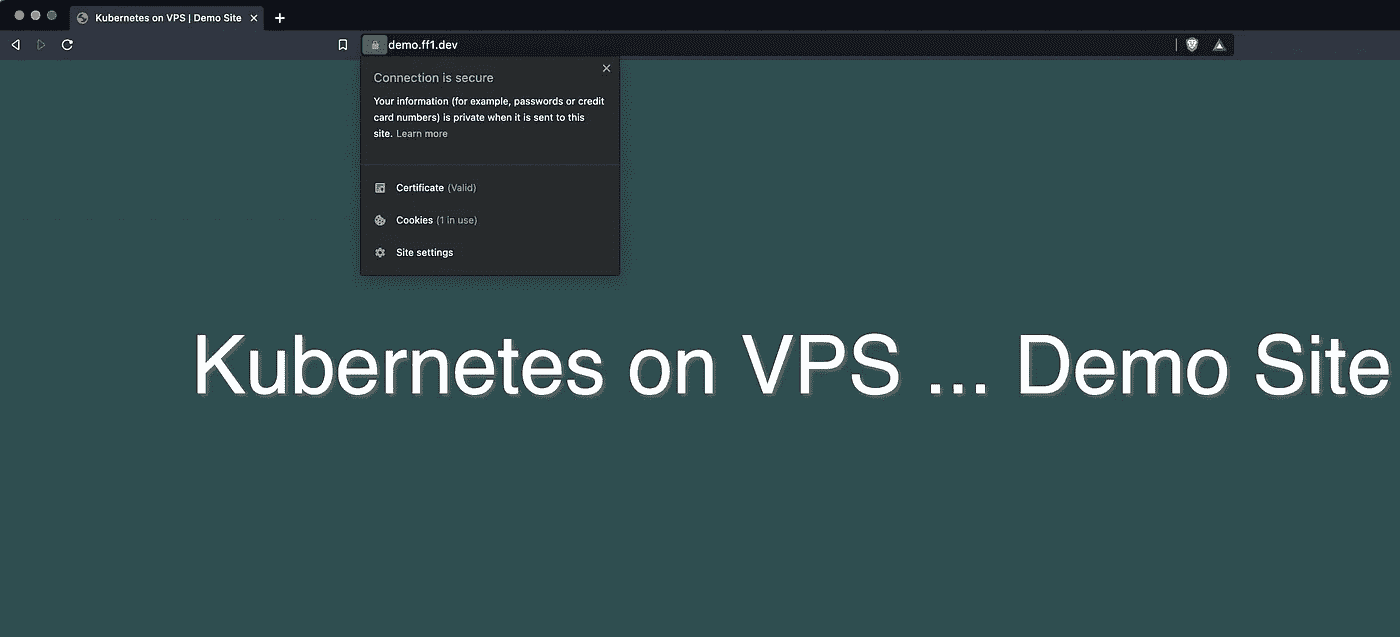 Kubernetes on VPS | Demo Site
demo.ff1.dev
Connection is secure
Your information (for example, passwords or credit
card numbers) is private when it is sent to this
site. Learn more
Certificate (Valid)
Cookies (1 in use)
Site settings
Kubernetes on VPS ... Demo Site